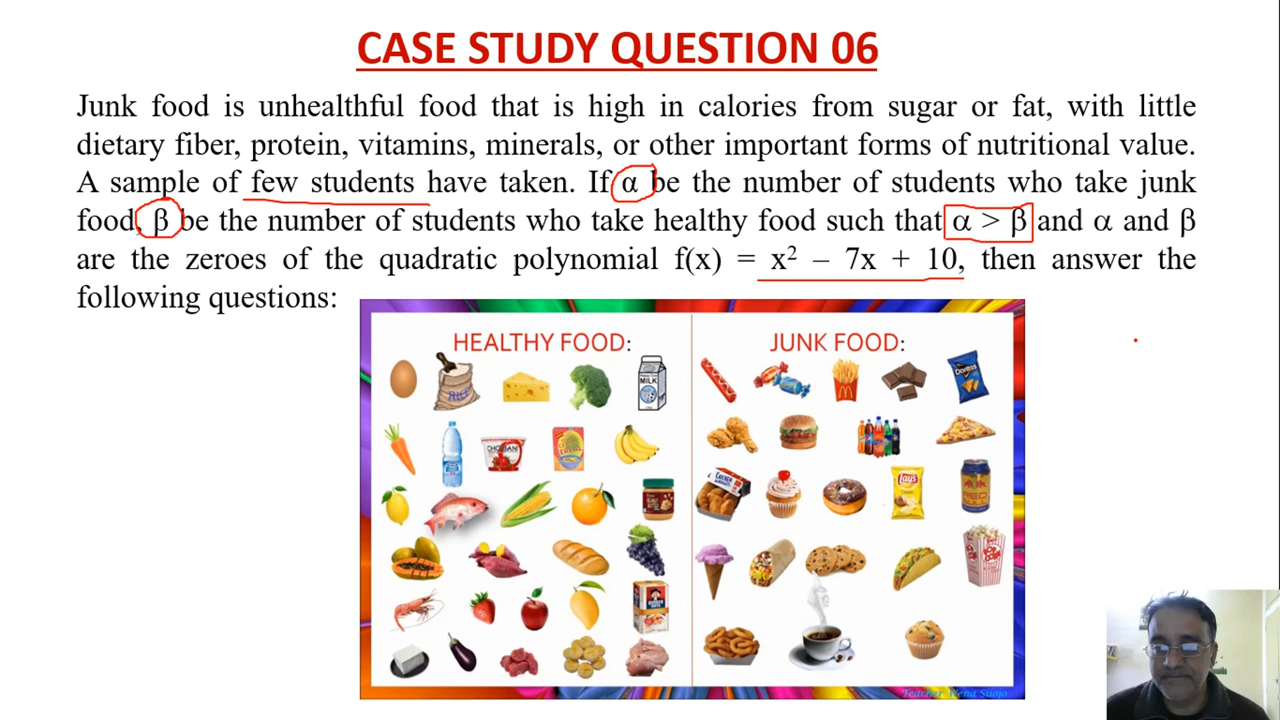 CASE STUDY QUESTION 06
Junk food is unhealthful food that is high in calories from sugar or fat, with little
dietary fiber, protein, vitamins, minerals, or other important forms of nutritional value.
A sample of few students have taken. If α be the number of students who take junk
food, β be the number of students who take healthy food such that α > β and α and β
are the zeroes of the quadratic polynomial f(x) = x² – 7x + 10, then answer the
following questions:
HEALTHY FOOD:
JUNK FOOD:
RICE
MILK
Doritos
CHOBANI
Lay's
RED BULL